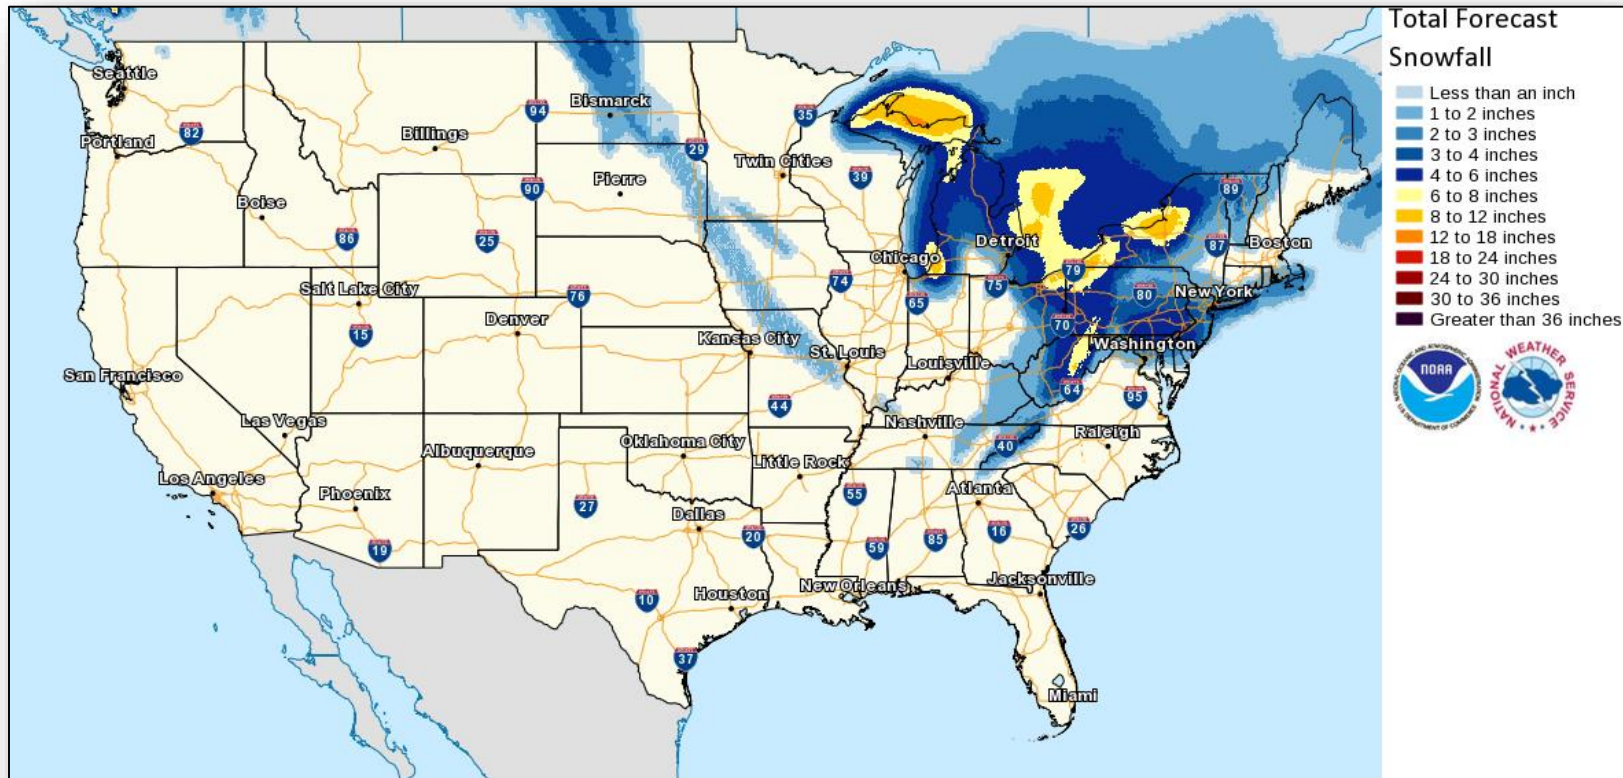 Total Forecast
Snowfall
Less than an inch
1 to 2 inches
2 to 3 inches
3 to 4 inches
4 to 6 inches
6 to 8 inches
8 to 12 inches
12 to 18 inches
18 to 24 inches
24 to 30 inches
30 to 36 inches
Greater than 36 inches
NOAA
NATIONAL WEATHER SERVICE
Seattle
Portland
82
Billings
94
Bismarck
35
29
Twin Cities
39
Boise
86
90
Pierre
25
Salt Lake City
15
76
Denver
Chicago
74
65
Detroit
75
79
89
87
Boston
80
New York
70
Washington
San Francisco
Kansas City
St. Louis
Louisville
64
95
44
Las Vegas
Albuquerque
Oklahoma City
Nashville
40
Raleigh
Los Angeles
Phoenix
Little Rock
27
55
Atlanta
Dallas
20
59
85
16
26
19
10
Houston
New Orleans
Jacksonville
37
Miami